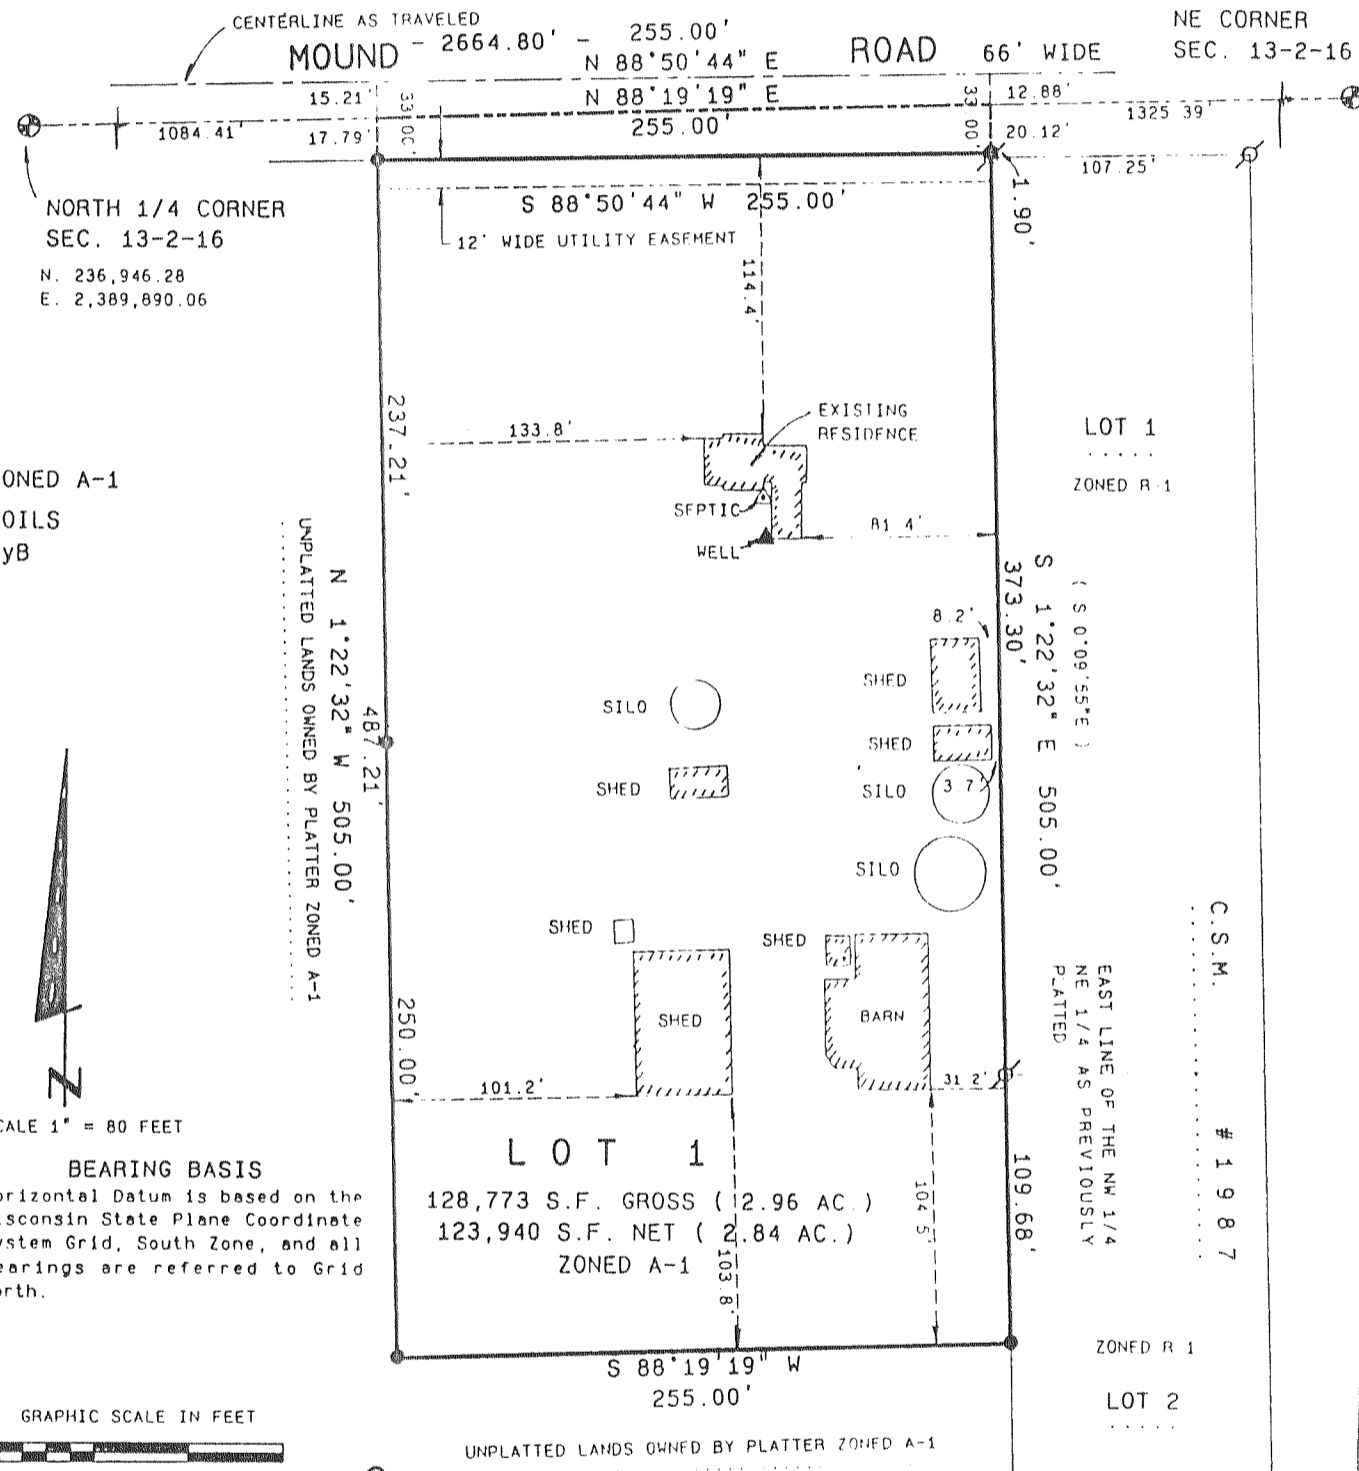 CENTERLINE AS TRAVELED
MOUND - 2664.80' - 255.00' ROAD 66' WIDE
N 88°50'44" E
NE CORNER
SEC. 13-2-16
15.21'
33.00'
N 88°19'19" E
33.00'
12.88'
1084.41'
17.79'
255.00'
20.12'
1325.39'
107.25'
1.90'
NORTH 1/4 CORNER
SEC. 13-2-16
N. 236,946.28
E. 2,389,890.06
S 88°50'44" W 255.00'
12' WIDE UTILITY EASEMENT
114.4'
237.21'
133.8'
EXISTING
RESIDENCE
LOT 1
ZONED R-1
ONED A-1
OILS
yB
SEPTIC
WELL
81.4'
UNPLATTED LANDS OWNED BY PLATTER ZONED A-1
N 1°22'32" W 505.00'
487.21'
373.30'
S 1°22'32" E 505.00'
( S 0°09'55"E )
8.2'
SHED
SILO
SHED
SHED
SILO
3.7'
SILO
SHED
SHED
SHED
BARN
C.S.M. #1987
EAST LINE OF THE NW 1/4
NE 1/4 AS PREVIOUSLY
PLATTED
250.00'
101.2'
31.2'
N
CALE 1" = 80 FEET
BEARING BASIS
orizontal Datum is based on the
isconsin State Plane Coordinate
ystem Grid, South Zone, and all
earings are referred to Grid
orth.
LOT 1
128,773 S.F. GROSS ( 2.96 AC.)
123,940 S.F. NET ( 2.84 AC.)
ZONED A-1
103.8'
104.5'
109.68'
S 88°19'19" W
255.00'
ZONED R 1
LOT 2
GRAPHIC SCALE IN FEET
UNPLATTED LANDS OWNED BY PLATTER ZONED A-1